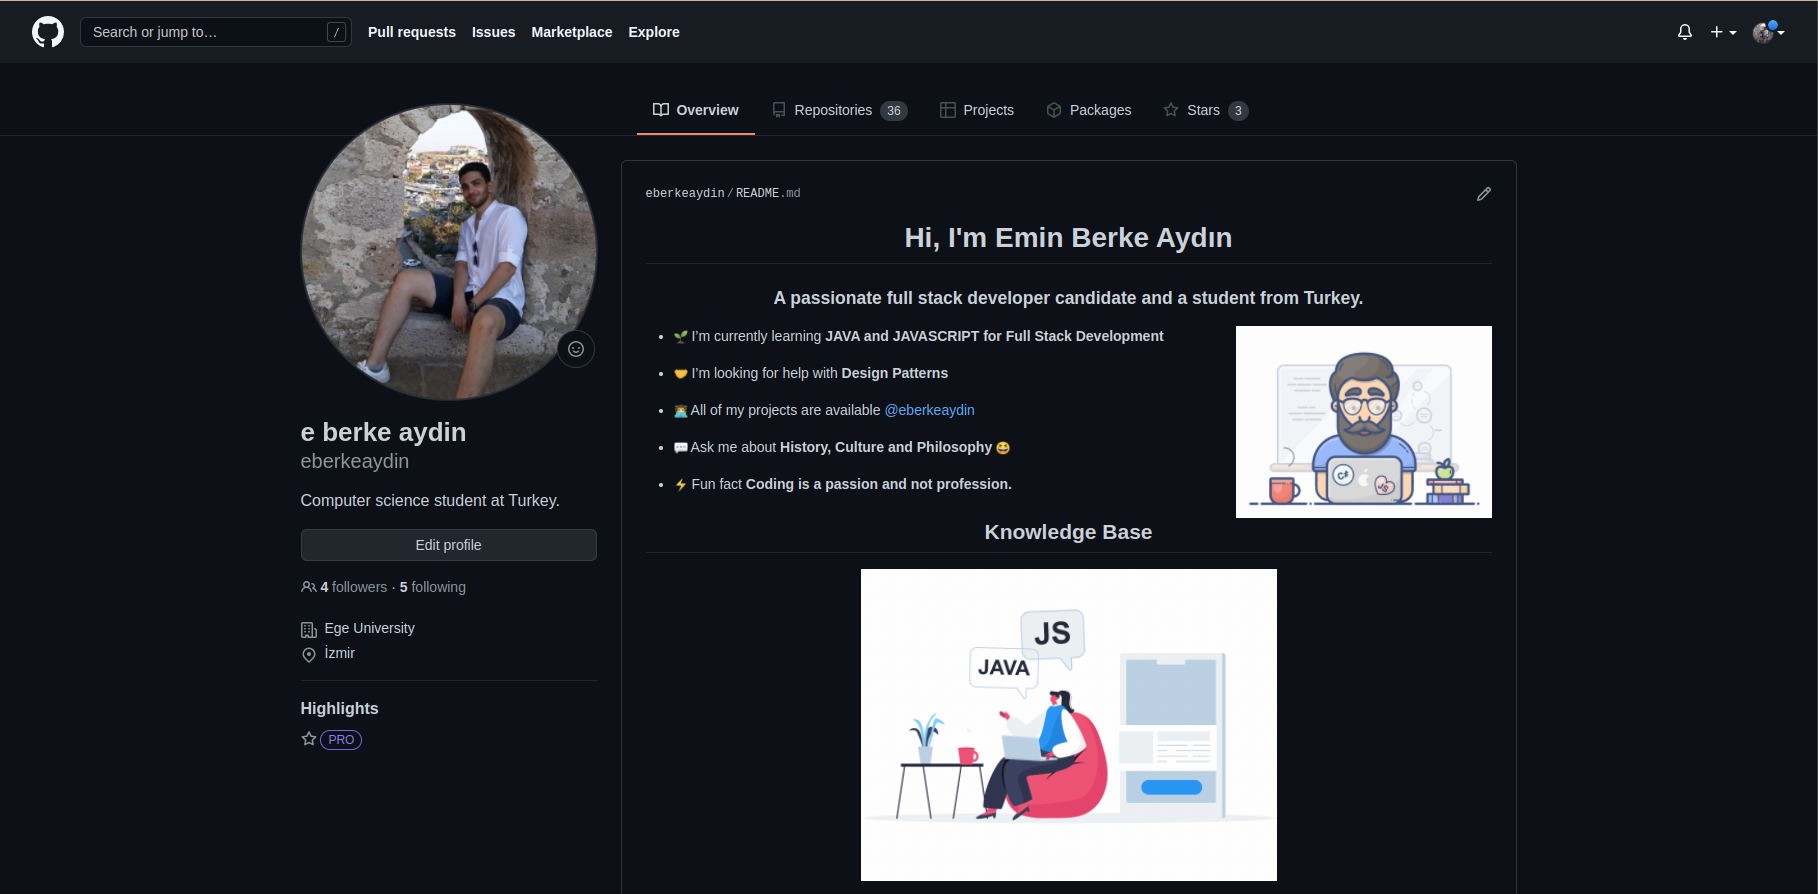 Search or jump to… /
Pull requests Issues Marketplace Explore
Overview Repositories 36 Projects Packages Stars 3
e berke aydin
eberkeaydin
Computer science student at Turkey.
Edit profile
4 followers · 5 following
Ege University
İzmir
Highlights
PRO
eberkeaydin/README.md
Hi, I'm Emin Berke Aydın
A passionate full stack developer candidate and a student from Turkey.
I’m currently learning JAVA and JAVASCRIPT for Full Stack Development
I’m looking for help with Design Patterns
All of my projects are available @eberkeaydin
Ask me about History, Culture and Philosophy
Fun fact Coding is a passion and not profession.
C#
JS
Knowledge Base
JS
JAVA